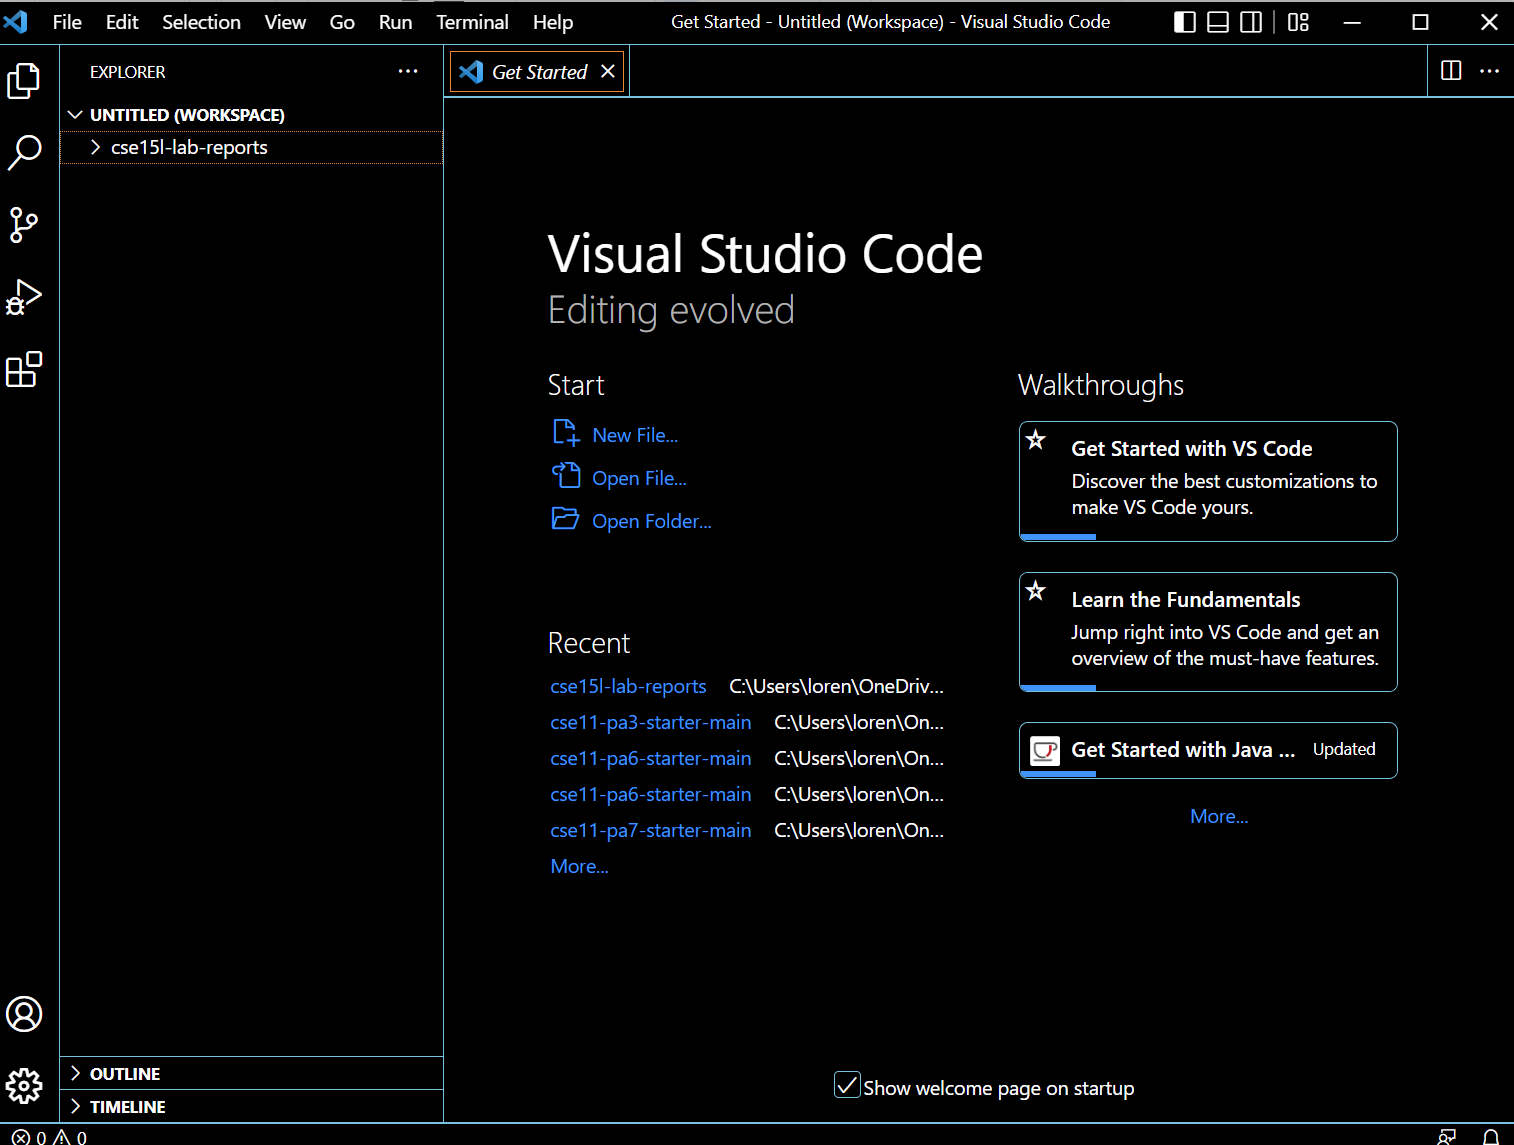 File Edit Selection View Go Run Terminal Help Get Started - Untitled (Workspace) - Visual Studio Code
EXPLORER
Get Started
UNTITLED (WORKSPACE)
cse15l-lab-reports
Visual Studio Code
Editing evolved
Start
New File...
Open File...
Open Folder...
Recent
cse15l-lab-reports C:\Users\loren\OneDriv...
cse11-pa3-starter-main C:\Users\loren\On...
cse11-pa6-starter-main C:\Users\loren\On...
cse11-pa6-starter-main C:\Users\loren\On...
cse11-pa7-starter-main C:\Users\loren\On...
More...
Walkthroughs
Get Started with VS Code
Discover the best customizations to
make VS Code yours.
Learn the Fundamentals
Jump right into VS Code and get an
overview of the must-have features.
Get Started with Java ... Updated
More...
OUTLINE
TIMELINE
Show welcome page on startup
0 0